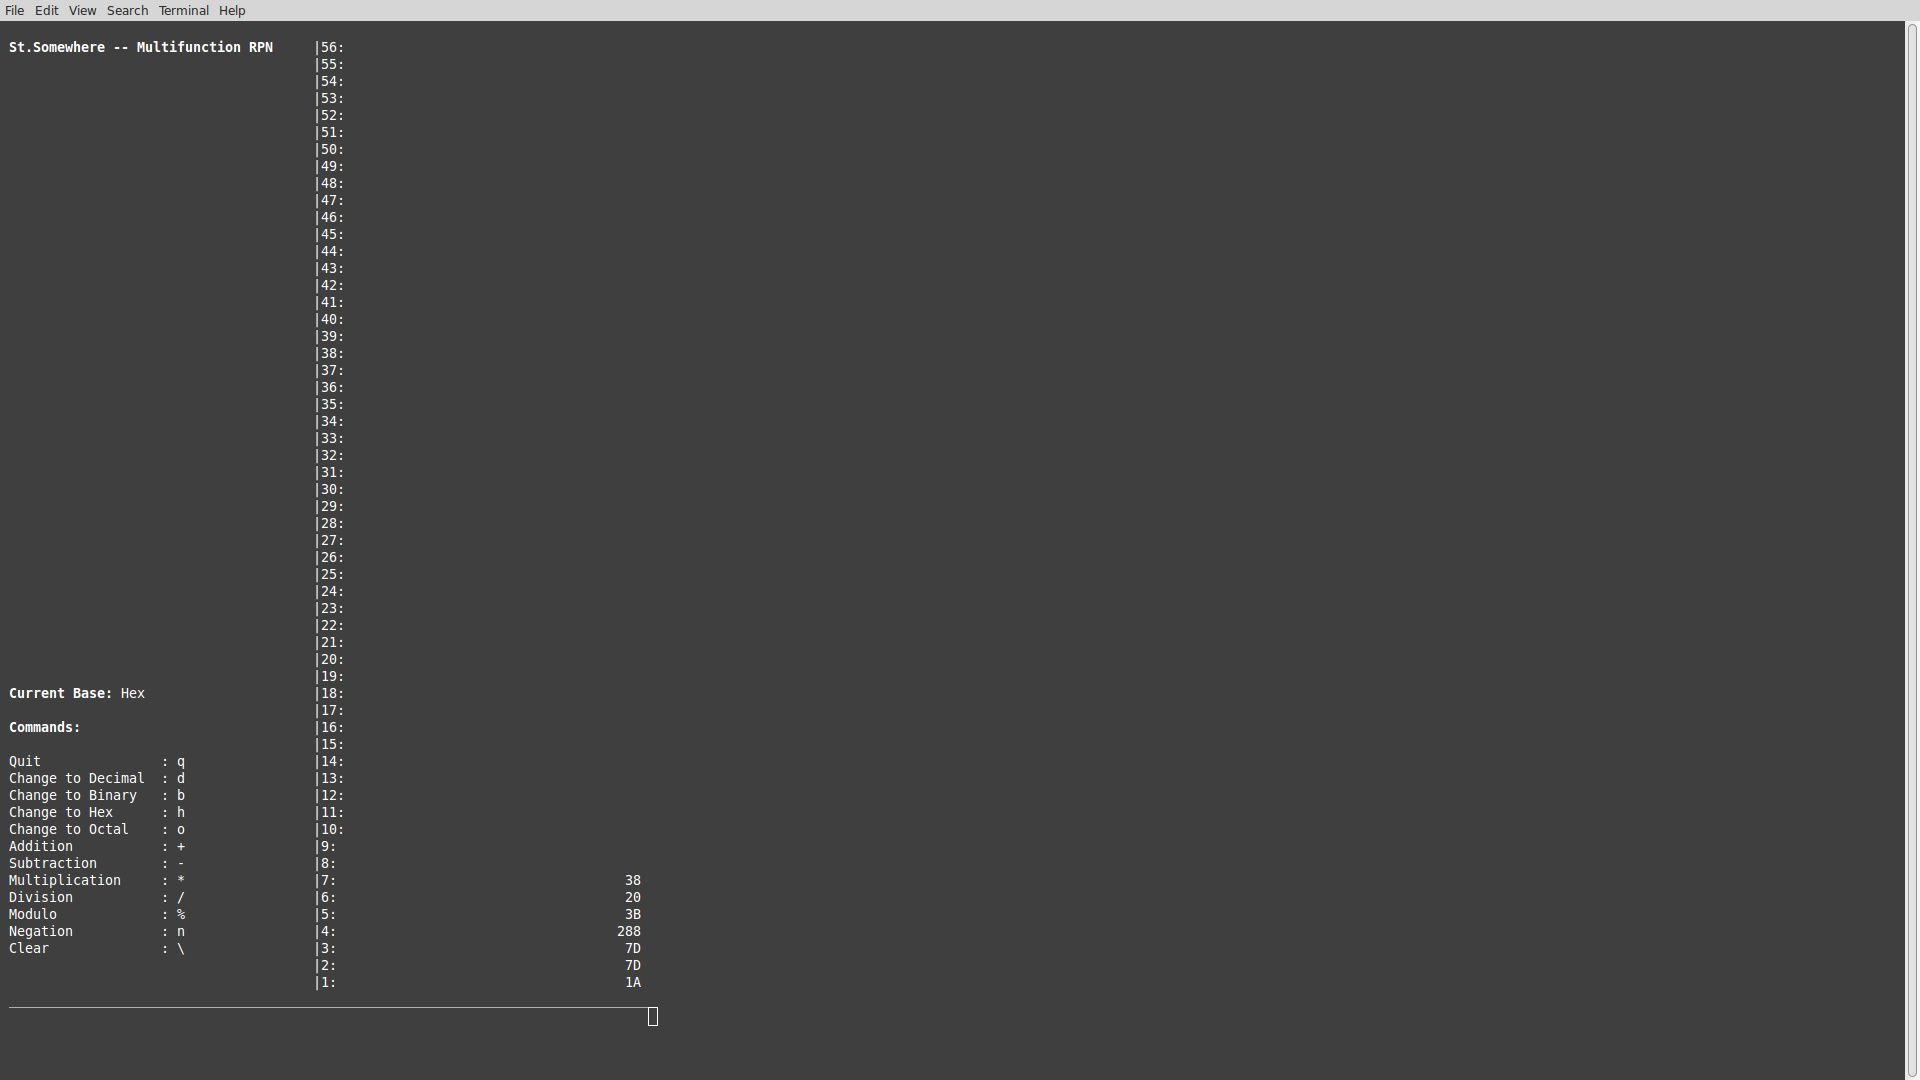 File Edit View Search Terminal Help
St.Somewhere -- Multifunction RPN |56:
|55:
|54:
|53:
|52:
|51:
|50:
|49:
|48:
|47:
|46:
|45:
|44:
|43:
|42:
|41:
|40:
|39:
|38:
|37:
|36:
|35:
|34:
|33:
|32:
|31:
|30:
|29:
|28:
|27:
|26:
|25:
|24:
|23:
|22:
|21:
|20:
|19:
Current Base: Hex |18:
|17:
Commands: |16:
|15:
Quit : q |14:
Change to Decimal : d |13:
Change to Binary : b |12:
Change to Hex : h |11:
Change to Octal : o |10:
Addition : + |9:
Subtraction : - |8:
Multiplication : * |7: 38
Division : / |6: 20
Modulo : % |5: 3B
Negation : n |4: 288
Clear : \ |3: 7D
|2: 7D
|1: 1A